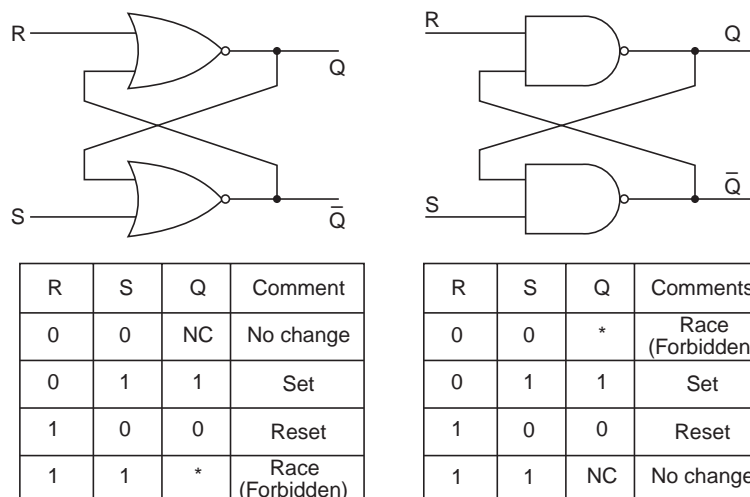 R
Q
S
Q̄
R
Q
S
Q̄
R S Q Comment
0 0 NC No change
0 1 1 Set
1 0 0 Reset
1 1 * Race
(Forbidden)
R S Q Comments
0 0 * Race
(Forbidden
0 1 1 Set
1 0 0 Reset
1 1 NC No change